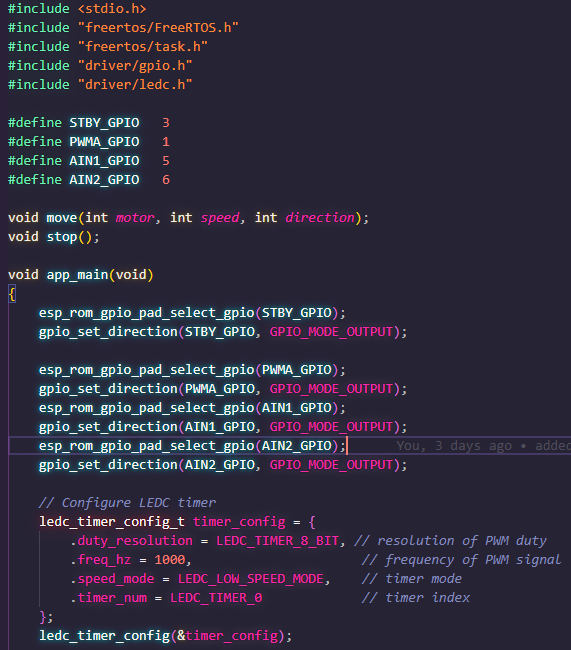 #include <stdio.h>
#include "freertos/FreeRTOS.h"
#include "freertos/task.h"
#include "driver/gpio.h"
#include "driver/ledc.h"
#define STBY_GPIO   3
#define PWMA_GPIO   1
#define AIN1_GPIO   5
#define AIN2_GPIO   6
void move(int motor, int speed, int direction);
void stop();
void app_main(void)
{
    esp_rom_gpio_pad_select_gpio(STBY_GPIO);
    gpio_set_direction(STBY_GPIO, GPIO_MODE_OUTPUT);
    esp_rom_gpio_pad_select_gpio(PWMA_GPIO);
    gpio_set_direction(PWMA_GPIO, GPIO_MODE_OUTPUT);
    esp_rom_gpio_pad_select_gpio(AIN1_GPIO);
    gpio_set_direction(AIN1_GPIO, GPIO_MODE_OUTPUT);
    esp_rom_gpio_pad_select_gpio(AIN2_GPIO);      You, 3 days ago • added
    gpio_set_direction(AIN2_GPIO, GPIO_MODE_OUTPUT);
    // Configure LEDC timer
    ledc_timer_config_t timer_config = {
        .duty_resolution = LEDC_TIMER_8_BIT, // resolution of PWM duty
        .freq_hz = 1000,                      // frequency of PWM signal
        .speed_mode = LEDC_LOW_SPEED_MODE,    // timer mode
        .timer_num = LEDC_TIMER_0             // timer index
    };
    ledc_timer_config(&timer_config);